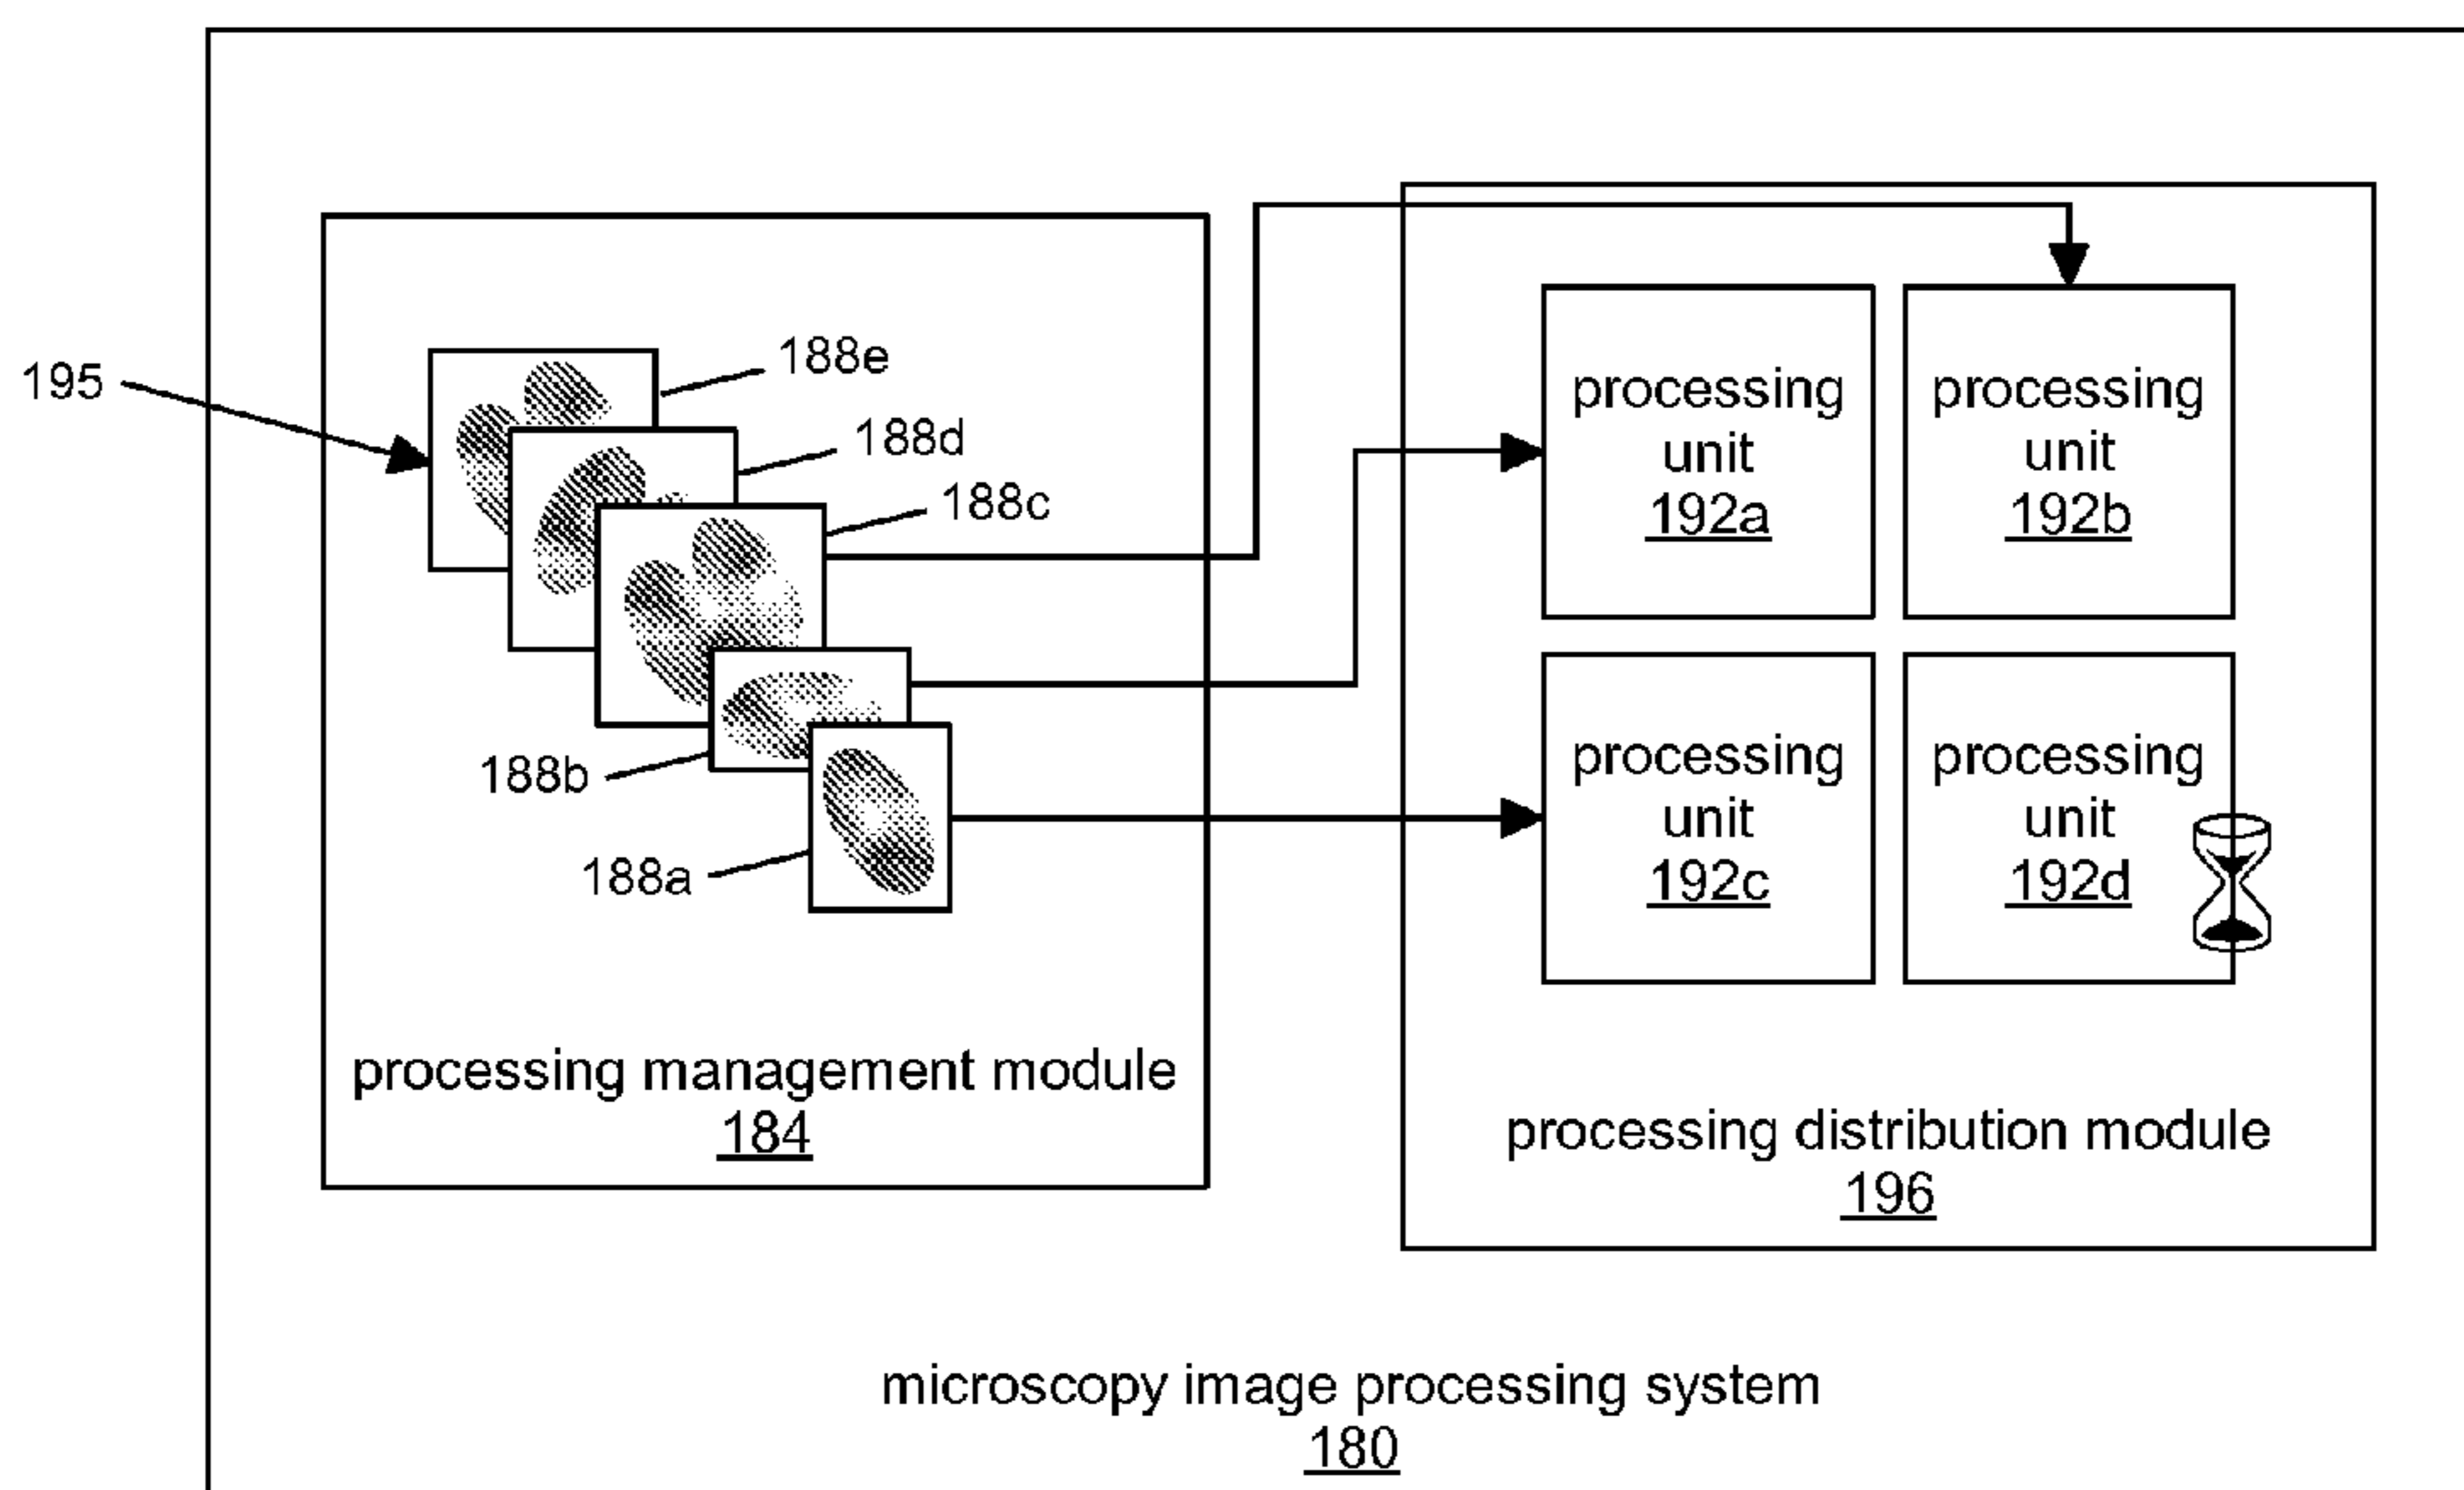 195
188e
188d
188c
188b
188a
processing management module
184
processing
unit
192a
processing
unit
192b
processing
unit
192c
processing
unit
192d
processing distribution module
196
microscopy image processing system
180